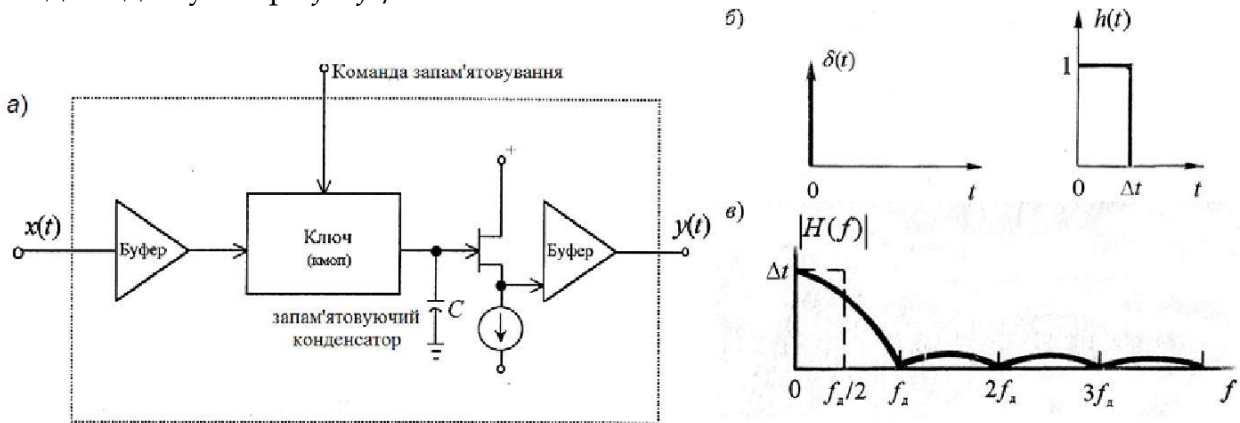 а)
Команда запам'ятовування
x(t)
Буфер
Ключ
(кмоп)
+
C
запам'ятовуючий
конденсатор
Буфер
y(t)
б)
δ(t)
0
t
h(t)
1
0
Δt
t
в)
|H(f)|
Δt
0
f_д/2
f_д
2f_д
3f_д
f